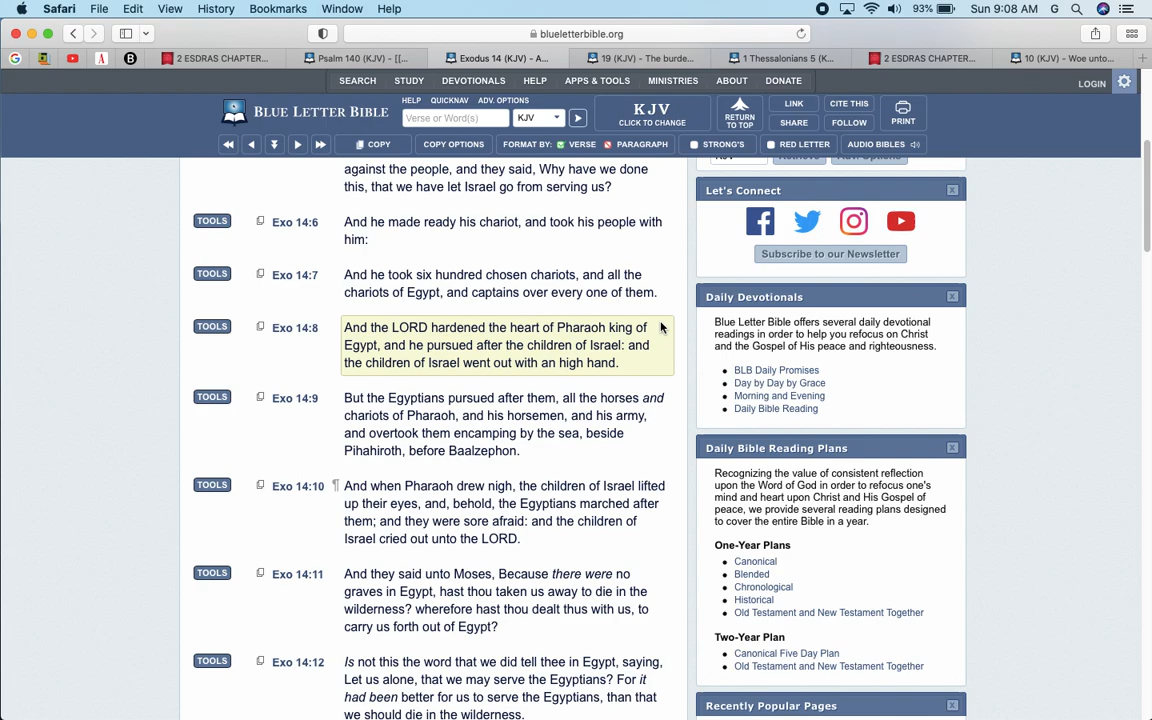 Safari File Edit View History Bookmarks Window Help 93% Sun 9:08 AM G
blueletterbible.org
2 ESDRAS CHAPTER... Psalm 140 (KJV) - [[... Exodus 14 (KJV) - A... 19 (KJV) - The burde... 1 Thessalonians 5 (K... 2 ESDRAS CHAPTER... 10 (KJV) - Woe unto...
SEARCH STUDY DEVOTIONALS HELP APPS & TOOLS MINISTRIES ABOUT DONATE LOGIN
BLUE LETTER BIBLE
HELP QUICKNAV ADV. OPTIONS
Verse or Word(s) KJV
KJV
CLICK TO CHANGE
RETURN
TO TOP
LINK CITE THIS
SHARE FOLLOW
PRINT
COPY COPY OPTIONS FORMAT BY: VERSE PARAGRAPH STRONG'S RED LETTER AUDIO BIBLES
against the people, and they said, Why have we done
this, that we have let Israel go from serving us?
TOOLS Exo 14:6 And he made ready his chariot, and took his people with
him:
TOOLS Exo 14:7 And he took six hundred chosen chariots, and all the
chariots of Egypt, and captains over every one of them.
TOOLS Exo 14:8 And the LORD hardened the heart of Pharaoh king of
Egypt, and he pursued after the children of Israel: and
the children of Israel went out with an high hand.
TOOLS Exo 14:9 But the Egyptians pursued after them, all the horses and
chariots of Pharaoh, and his horsemen, and his army,
and overtook them encamping by the sea, beside
Pihahiroth, before Baalzephon.
TOOLS Exo 14:10 ¶ And when Pharaoh drew nigh, the children of Israel lifted
up their eyes, and, behold, the Egyptians marched after
them; and they were sore afraid: and the children of
Israel cried out unto the LORD.
TOOLS Exo 14:11 And they said unto Moses, Because there were no
graves in Egypt, hast thou taken us away to die in the
wilderness? wherefore hast thou dealt thus with us, to
carry us forth out of Egypt?
TOOLS Exo 14:12 Is not this the word that we did tell thee in Egypt, saying,
Let us alone, that we may serve the Egyptians? For it
had been better for us to serve the Egyptians, than that
we should die in the wilderness.
Let's Connect
Subscribe to our Newsletter
Daily Devotionals
Blue Letter Bible offers several daily devotional
readings in order to help you refocus on Christ
and the Gospel of His peace and righteousness.
BLB Daily Promises
Day by Day by Grace
Morning and Evening
Daily Bible Reading
Daily Bible Reading Plans
Recognizing the value of consistent reflection
upon the Word of God in order to refocus one's
mind and heart upon Christ and His Gospel of
peace, we provide several reading plans designed
to cover the entire Bible in a year.
One-Year Plans
Canonical
Blended
Chronological
Historical
Old Testament and New Testament Together
Two-Year Plan
Canonical Five Day Plan
Old Testament and New Testament Together
Recently Popular Pages